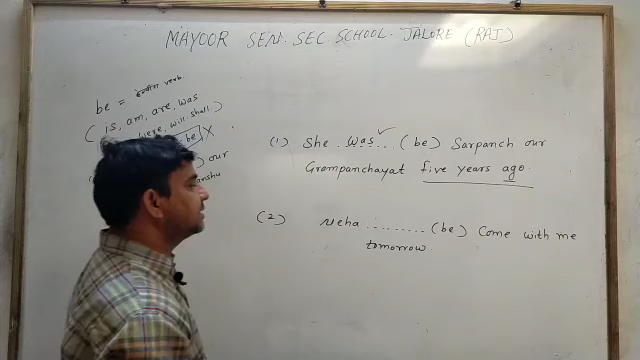 MAYOOR SEN. SEC. SCHOOL. JALORE (RAJ)
be = verb.
( is, am, are, was
were, will, shall )
be X
) our
(1) She .was... (be) Sarpanch our
Grampanchayat five years ago.
(2) Neha ......... (be) Come with me
tomorrow.